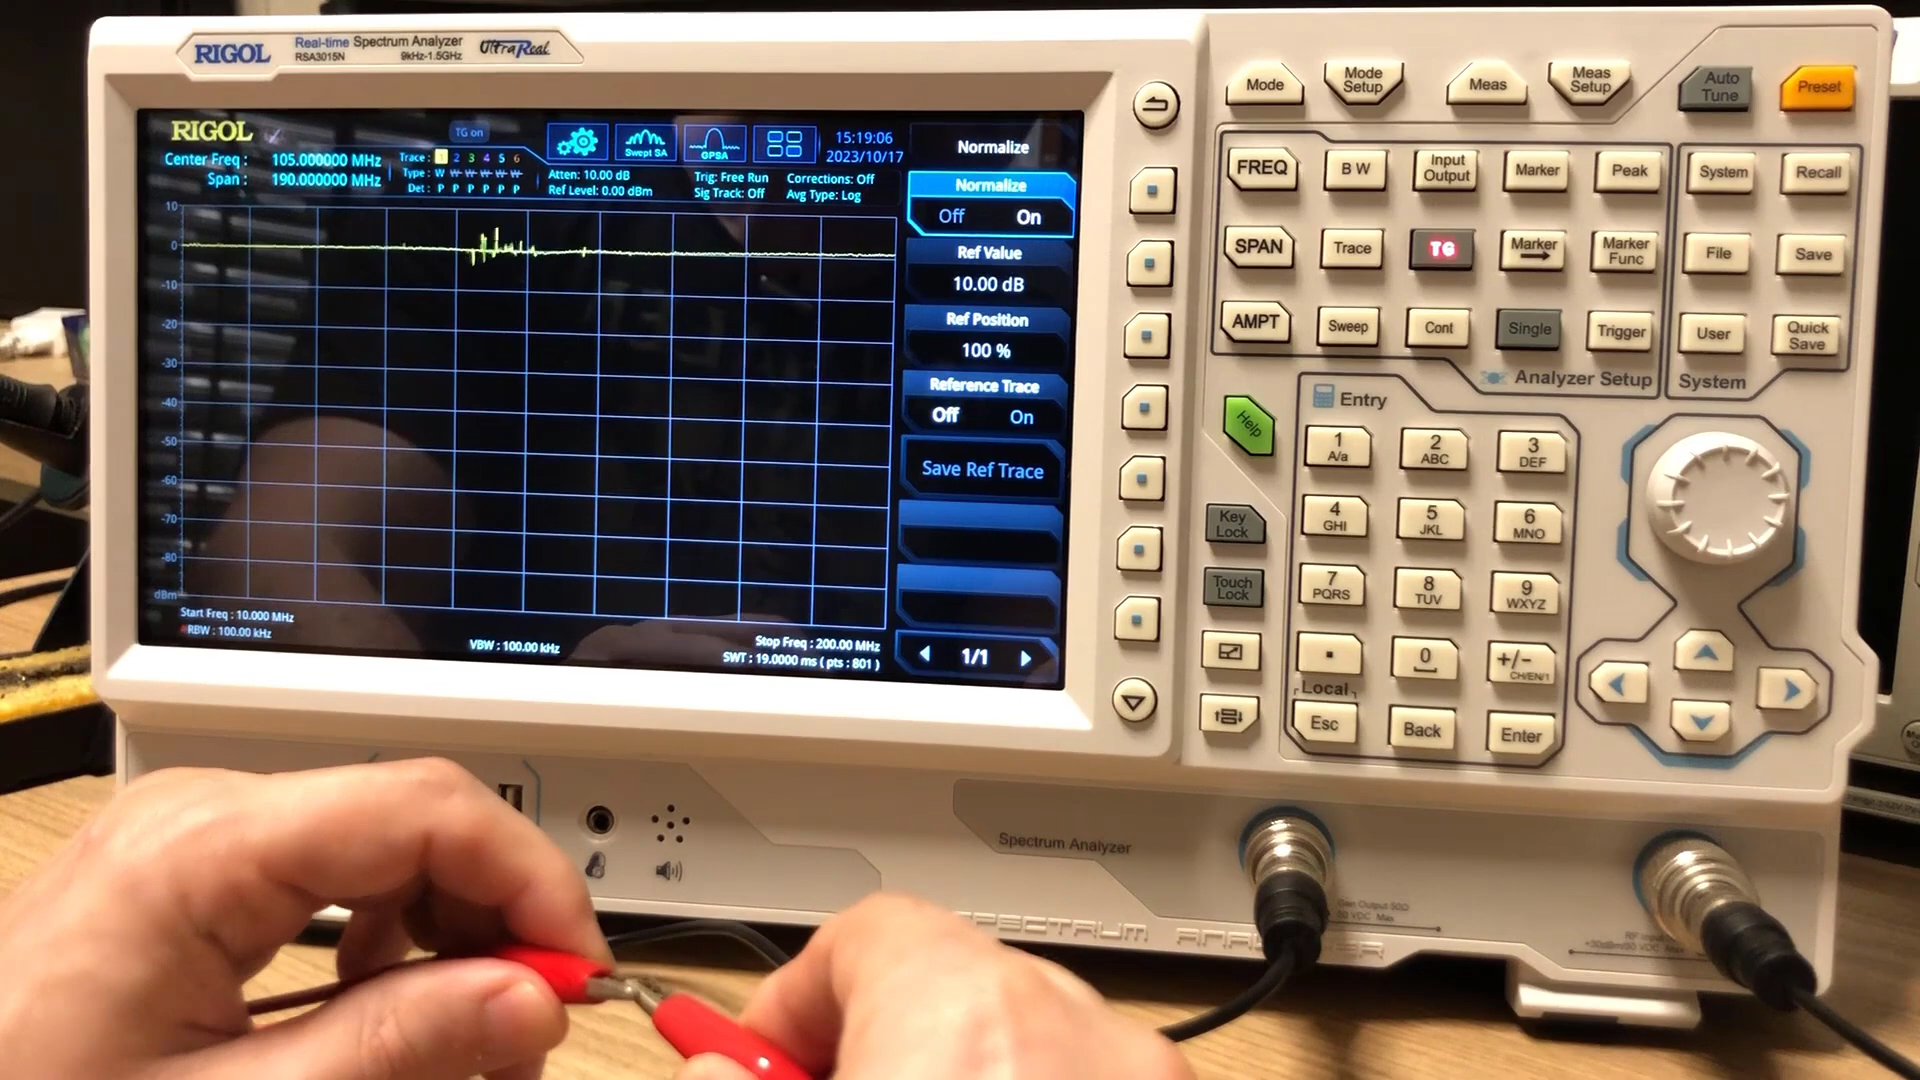 RIGOL
Real-time Spectrum Analyzer
RSA3015N 9kHz-1.5GHz
UltraReal
RIGOL
TG on
Swept SA
GPSA
15:19:06
2023/10/17
Center Freq : 105.000000 MHz
Span : 190.000000 MHz
Trace : 1 2 3 4 5 6
Type : W W W W W W
Det : P P P P P P
Atten: 10.00 dB
Ref Level: 0.00 dBm
Trig: Free Run
Sig Track: Off
Corrections: Off
Avg Type: Log
10
0
-10
-20
-30
-40
-50
-60
-70
-80
dBm
Start Freq : 10.000 MHz
RBW : 100.00 kHz
VBW : 100.00 kHz
Stop Freq : 200.00 MHz
SWT : 19.0000 ms ( pts : 801 )
Normalize
Normalize
Off On
Ref Value
10.00 dB
Ref Position
100 %
Reference Trace
Off On
Save Ref Trace
1/1
Mode
Mode
Setup
Meas
Meas
Setup
Auto
Tune
Preset
FREQ
BW
Input
Output
Marker
Peak
System
Recall
SPAN
Trace
TG
Marker
Marker
Func
File
Save
AMPT
Sweep
Cont
Single
Trigger
User
Quick
Save
Analyzer Setup
System
Help
Entry
1
A/a
2
ABC
3
DEF
4
GHI
5
JKL
6
MNO
7
PQRS
8
TUV
9
WXYZ
.
0
+/-
CH/EN/1
Key
Lock
Touch
Lock
Local
Esc
Back
Enter
Spectrum Analyzer
Gen Output 50Ω
50 VDC Max
SPECTRUM